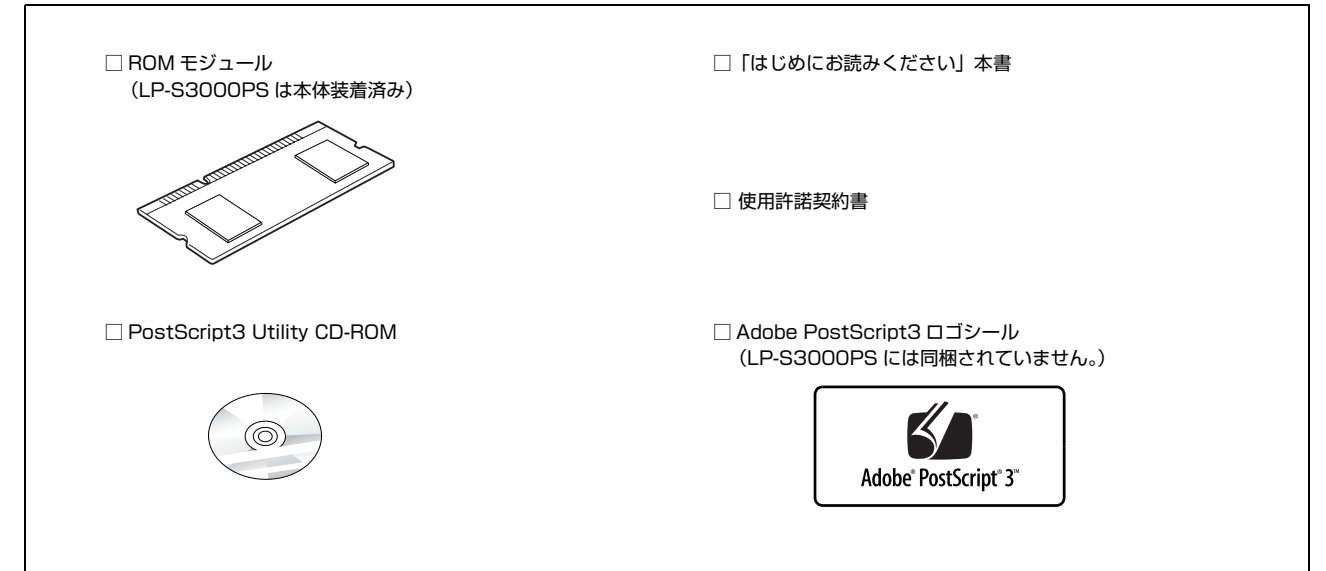 □ ROM モジュール
（LP-S3000PS は本体装着済み）
□「はじめにお読みください」本書
□ 使用許諾契約書
□ PostScript3 Utility CD-ROM
□ Adobe PostScript3 ロゴシール
（LP-S3000PS には同梱されていません。）
Adobe® PostScript® 3™